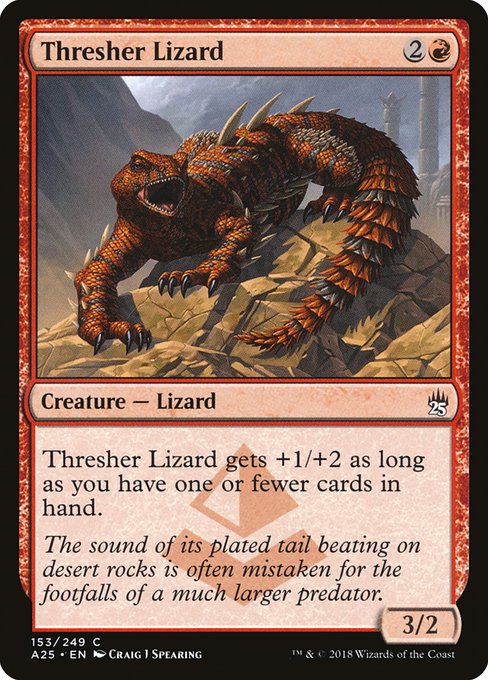 Thresher Lizard 2
Creature — Lizard
25
Thresher Lizard gets +1/+2 as long
as you have one or fewer cards in
hand.
The sound of its plated tail beating on
desert rocks is often mistaken for the
footfalls of a much larger predator.
3/2
153/249 C
A25 • EN Craig J Spearing
™ & © 2018 Wizards of the Coast